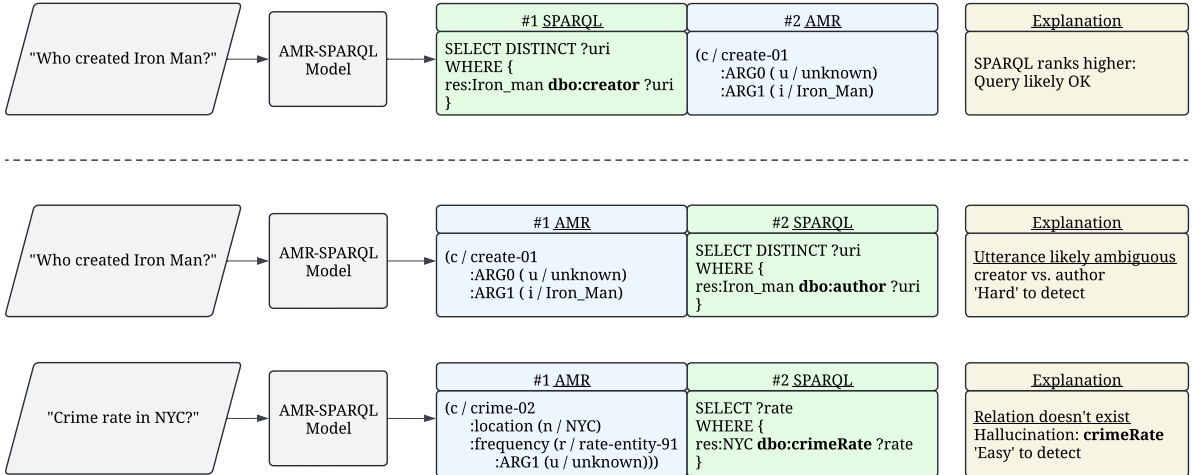 "Who created Iron Man?"
AMR-SPARQL
Model
#1 SPARQL
SELECT DISTINCT ?uri
WHERE {
res:Iron_man dbo:creator ?uri
}
#2 AMR
(c / create-01
:ARG0 ( u / unknown)
:ARG1 ( i / Iron_Man)
Explanation
SPARQL ranks higher:
Query likely OK
"Who created Iron Man?"
AMR-SPARQL
Model
#1 AMR
(c / create-01
:ARG0 ( u / unknown)
:ARG1 ( i / Iron_Man)
#2 SPARQL
SELECT DISTINCT ?uri
WHERE {
res:Iron_man dbo:author ?uri
}
Explanation
Utterance likely ambiguous
creator vs. author
'Hard' to detect
"Crime rate in NYC?"
AMR-SPARQL
Model
#1 AMR
(c / crime-02
:location (n / NYC)
:frequency (r / rate-entity-91
:ARG1 (u / unknown)))
#2 SPARQL
SELECT ?rate
WHERE {
res:NYC dbo:crimeRate ?rate
}
Explanation
Relation doesn't exist
Hallucination: crimeRate
'Easy' to detect